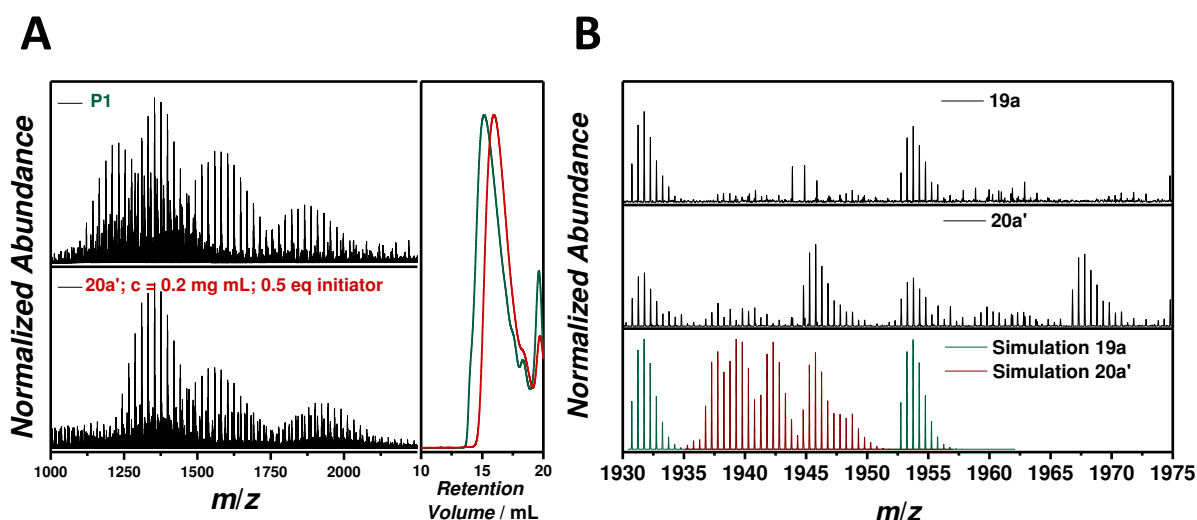 A
B
P1
20a'; c = 0.2 mg mL; 0.5 eq initiator
Normalized Abundance
1000 1250 1500 1750 2000
m/z
10 15 20
Retention
Volume / mL
19a
20a'
Simulation 19a
Simulation 20a'
Normalized Abundance
1930 1935 1940 1945 1950 1955 1960 1965 1970 1975
m/z